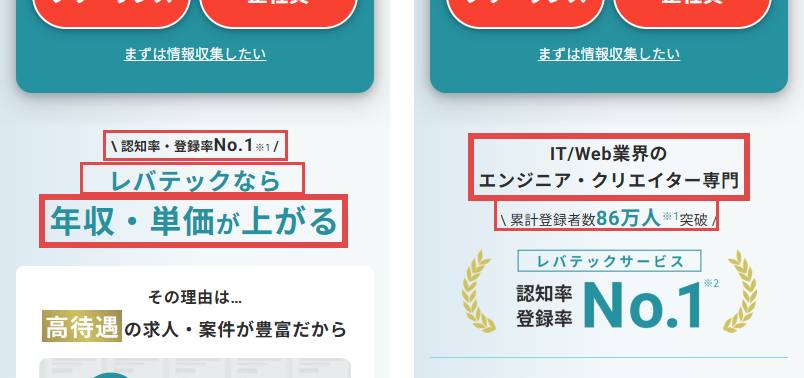 まずは情報収集したい
\ 認知率・登録率No.1※1 /
レバテックなら
年収・単価が上がる
その理由は…
高待遇の求人・案件が豊富だから
まずは情報収集したい
IT/Web業界の
エンジニア・クリエイター専門
\ 累計登録者数86万人※1突破 /
レバテックサービス
認知率
登録率
No.1※2